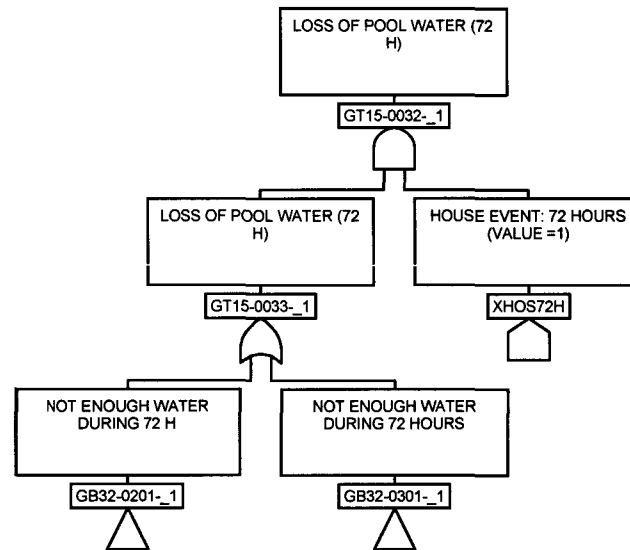 LOSS OF POOL WATER (72
H)
GT15-0032-_1
LOSS OF POOL WATER (72
H)
HOUSE EVENT: 72 HOURS
(VALUE =1)
GT15-0033-_1
XHOS72H
NOT ENOUGH WATER
DURING 72 H
NOT ENOUGH WATER
DURING 72 HOURS
GB32-0201-_1
GB32-0301-_1